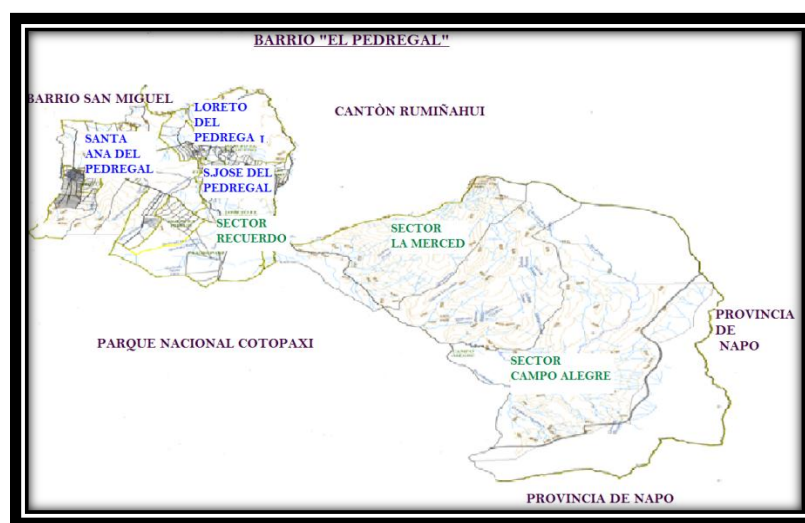 BARRIO "EL PEDREGAL"
BARRIO SAN MIGUEL
LORETO
DEL
PEDREGA l
CANTÒN RUMIÑAHUI
SANTA
ANA DEL
PEDREGAL
S.JOSE DEL
PEDREGAL
SECTOR
RECUERDO
SECTOR
LA MERCED
PROVINCIA
DE
NAPO
PARQUE NACIONAL COTOPAXI
SECTOR
CAMPO ALEGRE
PROVINCIA DE NAPO